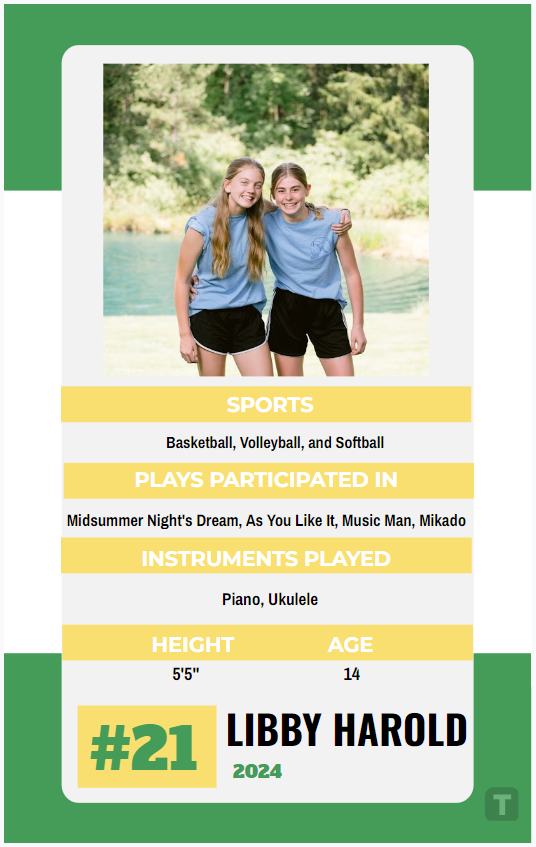 SPORTS
Basketball, Volleyball, and Softball
PLAYS PARTICIPATED IN
Midsummer Night's Dream, As You Like It, Music Man, Mikado
INSTRUMENTS PLAYED
Piano, Ukulele
HEIGHT AGE
5'5" 14
#21 LIBBY HAROLD
2024
T